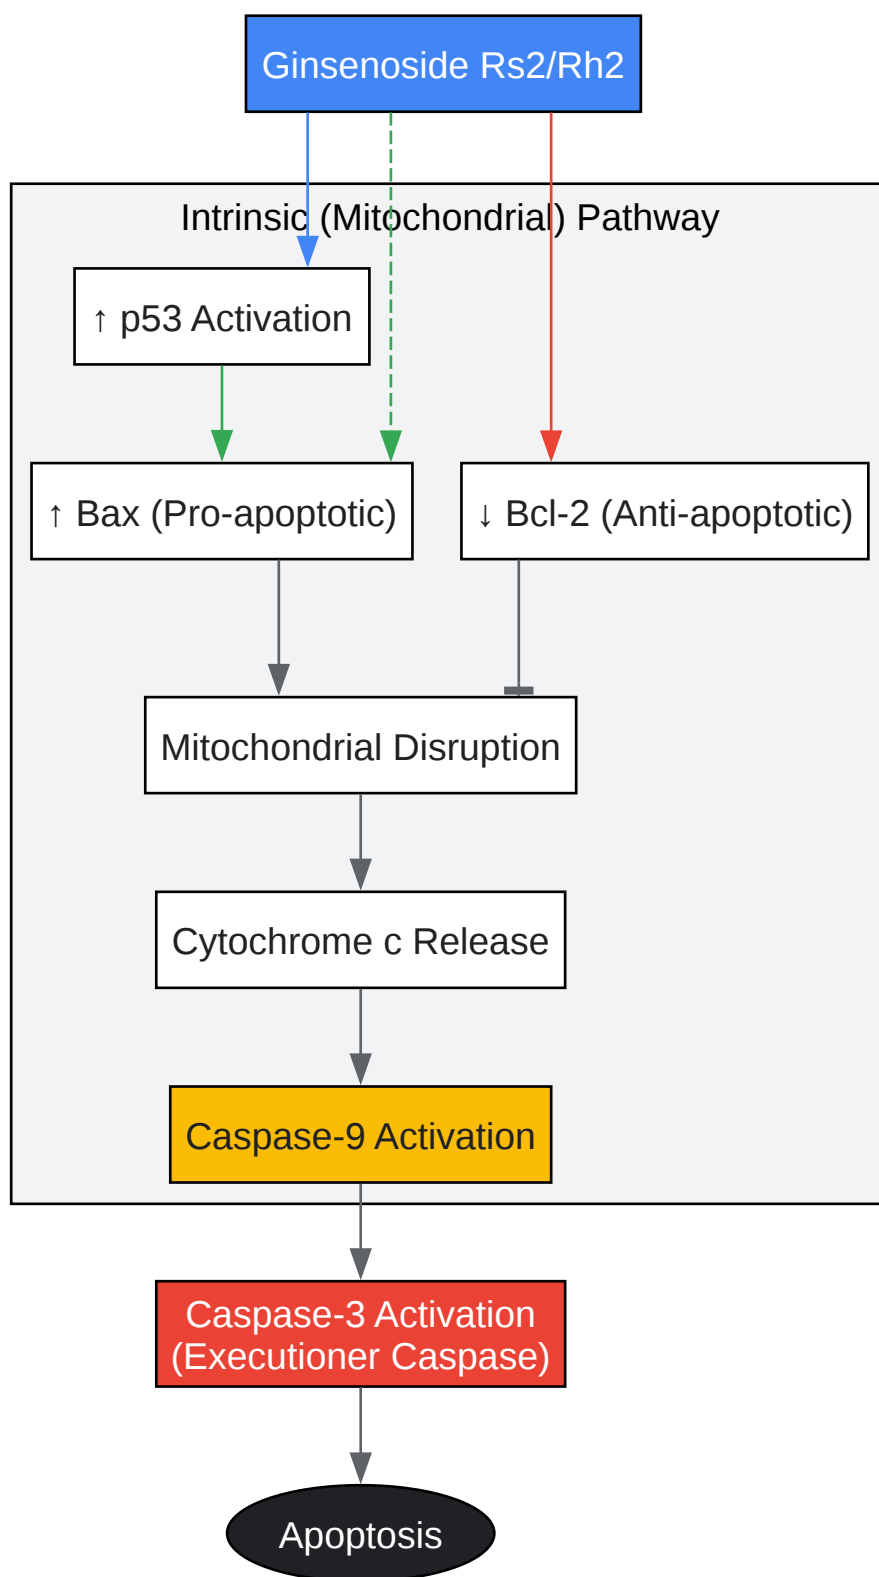 Ginsenoside Rs2/Rh2
Intrinsic (Mitochondrial) Pathway
↑ p53 Activation
↑ Bax (Pro-apoptotic)
↓ Bcl-2 (Anti-apoptotic)
Mitochondrial Disruption
Cytochrome c Release
Caspase-9 Activation
Caspase-3 Activation
(Executioner Caspase)
Apoptosis